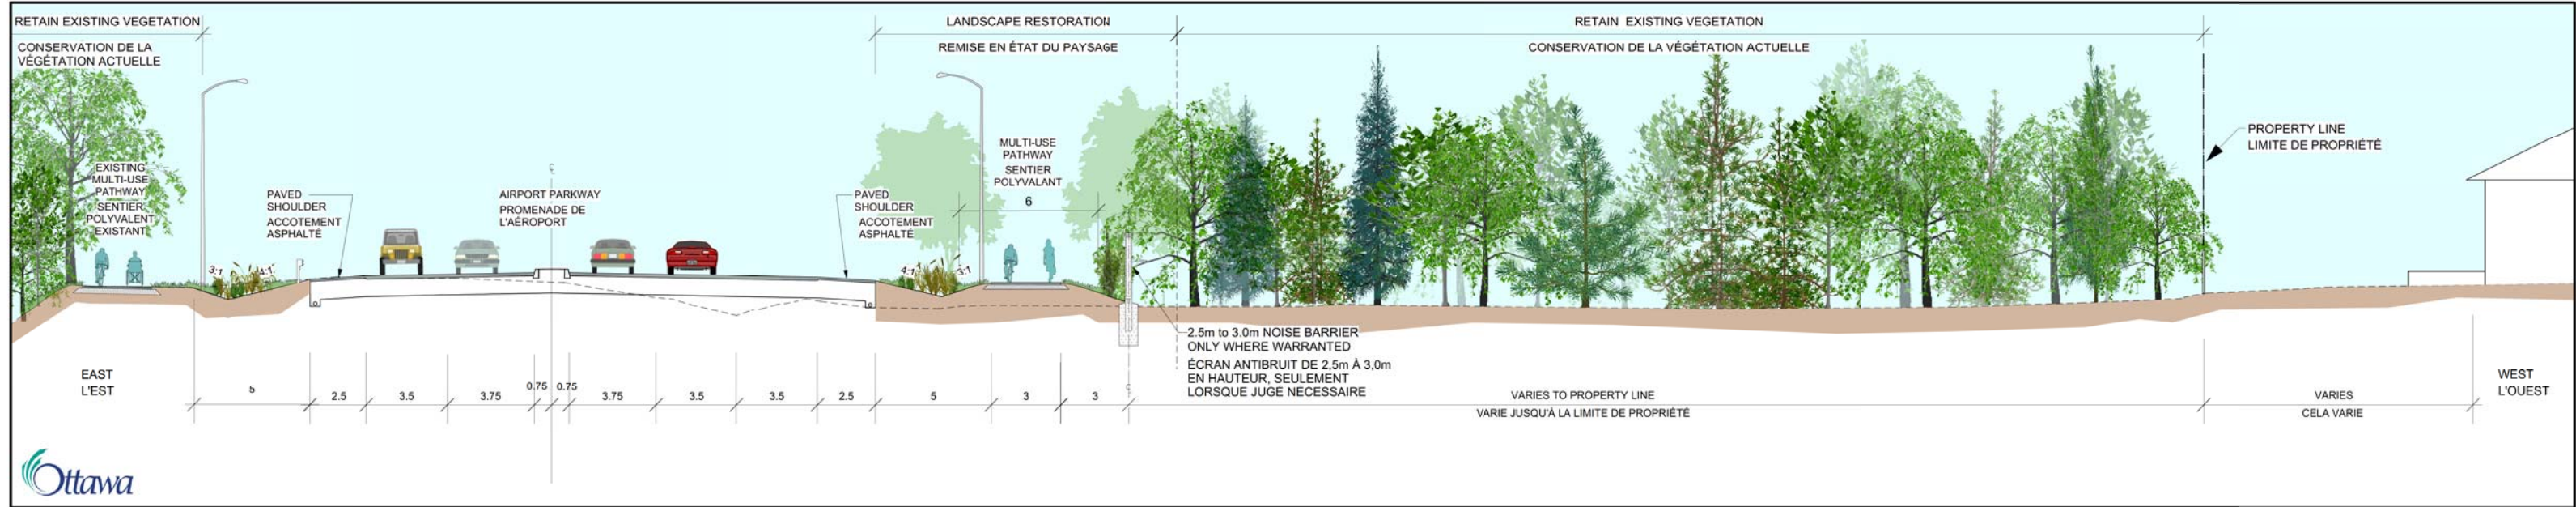 RETAIN EXISTING VEGETATION
CONSERVATION DE LA
VÉGÉTATION ACTUELLE
LANDSCAPE RESTORATION
REMISE EN ÉTAT DU PAYSAGE
RETAIN EXISTING VEGETATION
CONSERVATION DE LA VÉGÉTATION ACTUELLE
EXISTING
MULTI-USE
PATHWAY
SENTIER
POLYVALENT
EXISTANT
PAVED
SHOULDER
ACCOTEMENT
ASPHALTÉ
AIRPORT PARKWAY
PROMENADE DE
L'AÉROPORT
PAVED
SHOULDER
ACCOTEMENT
ASPHALTÉ
MULTI-USE
PATHWAY
SENTIER
POLYVALANT
6
PROPERTY LINE
LIMITE DE PROPRIÉTÉ
3:1
4:1
4:1
3:1
2.5m to 3.0m NOISE BARRIER
ONLY WHERE WARRANTED
ÉCRAN ANTIBRUIT DE 2,5m À 3,0m
EN HAUTEUR, SEULEMENT
LORSQUE JUGÉ NÉCESSAIRE
EAST
L'EST
5
2.5
3.5
3.75
0.75
0.75
3.75
3.5
3.5
2.5
5
3
3
VARIES TO PROPERTY LINE
VARIE JUSQU'À LA LIMITE DE PROPRIÉTÉ
VARIES
CELA VARIE
WEST
L'OUEST
Ottawa